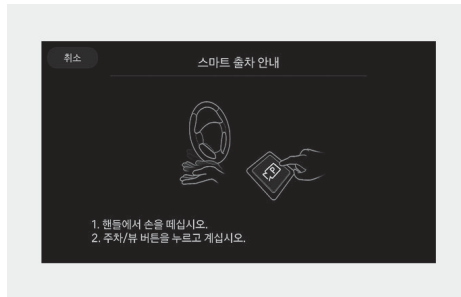 취소
스마트 출차 안내
P
1. 핸들에서 손을 떼십시오.
2. 주차/뷰 버튼을 누르고 계십시오.